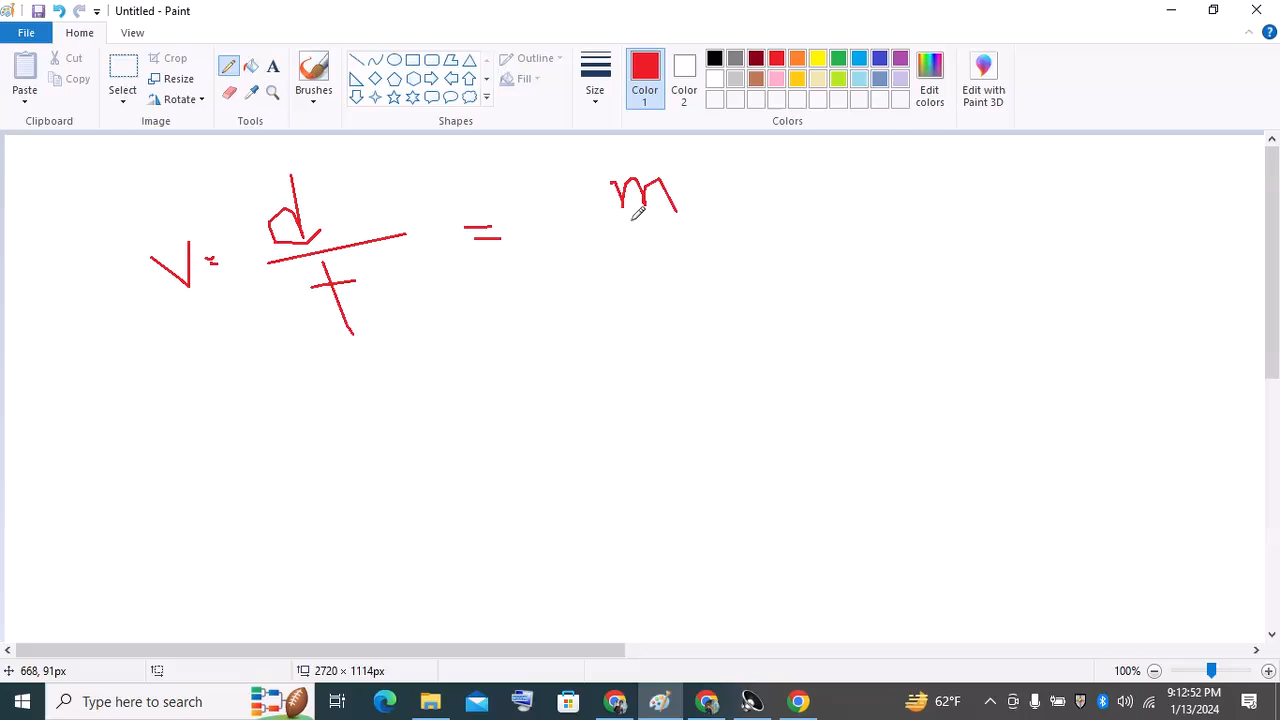 Untitled - Paint
File Home View
Cut
Copy
Paste
Crop
Resize
Rotate
Select
Brushes
Outline
Fill
Size
Color 1
Color 2
Edit colors
Edit with Paint 3D
Clipboard Image Tools Shapes Colors
d
V =
t
=
m
668, 91px
2720 × 1114px
100%
Type here to search
62°F
9:12:52 PM
1/13/2024